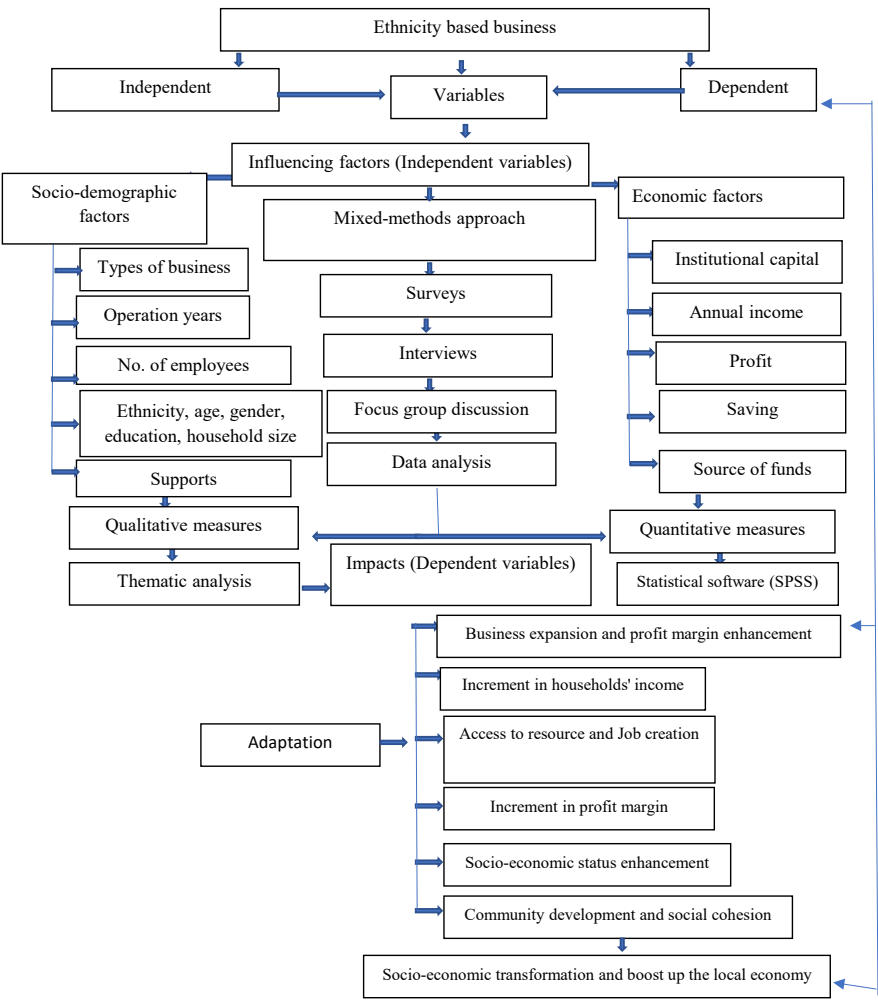 Ethnicity based business
Independent
Variables
Dependent
Influencing factors (Independent variables)
Socio-demographic
factors
Mixed-methods approach
Economic factors
Types of business
Operation years
No. of employees
Ethnicity, age, gender,
education, household size
Supports
Qualitative measures
Thematic analysis
Surveys
Interviews
Focus group discussion
Data analysis
Institutional capital
Annual income
Profit
Saving
Source of funds
Quantitative measures
Statistical software (SPSS)
Impacts (Dependent variables)
Business expansion and profit margin enhancement
Increment in households' income
Adaptation
Access to resource and Job creation
Increment in profit margin
Socio-economic status enhancement
Community development and social cohesion
Socio-economic transformation and boost up the local economy